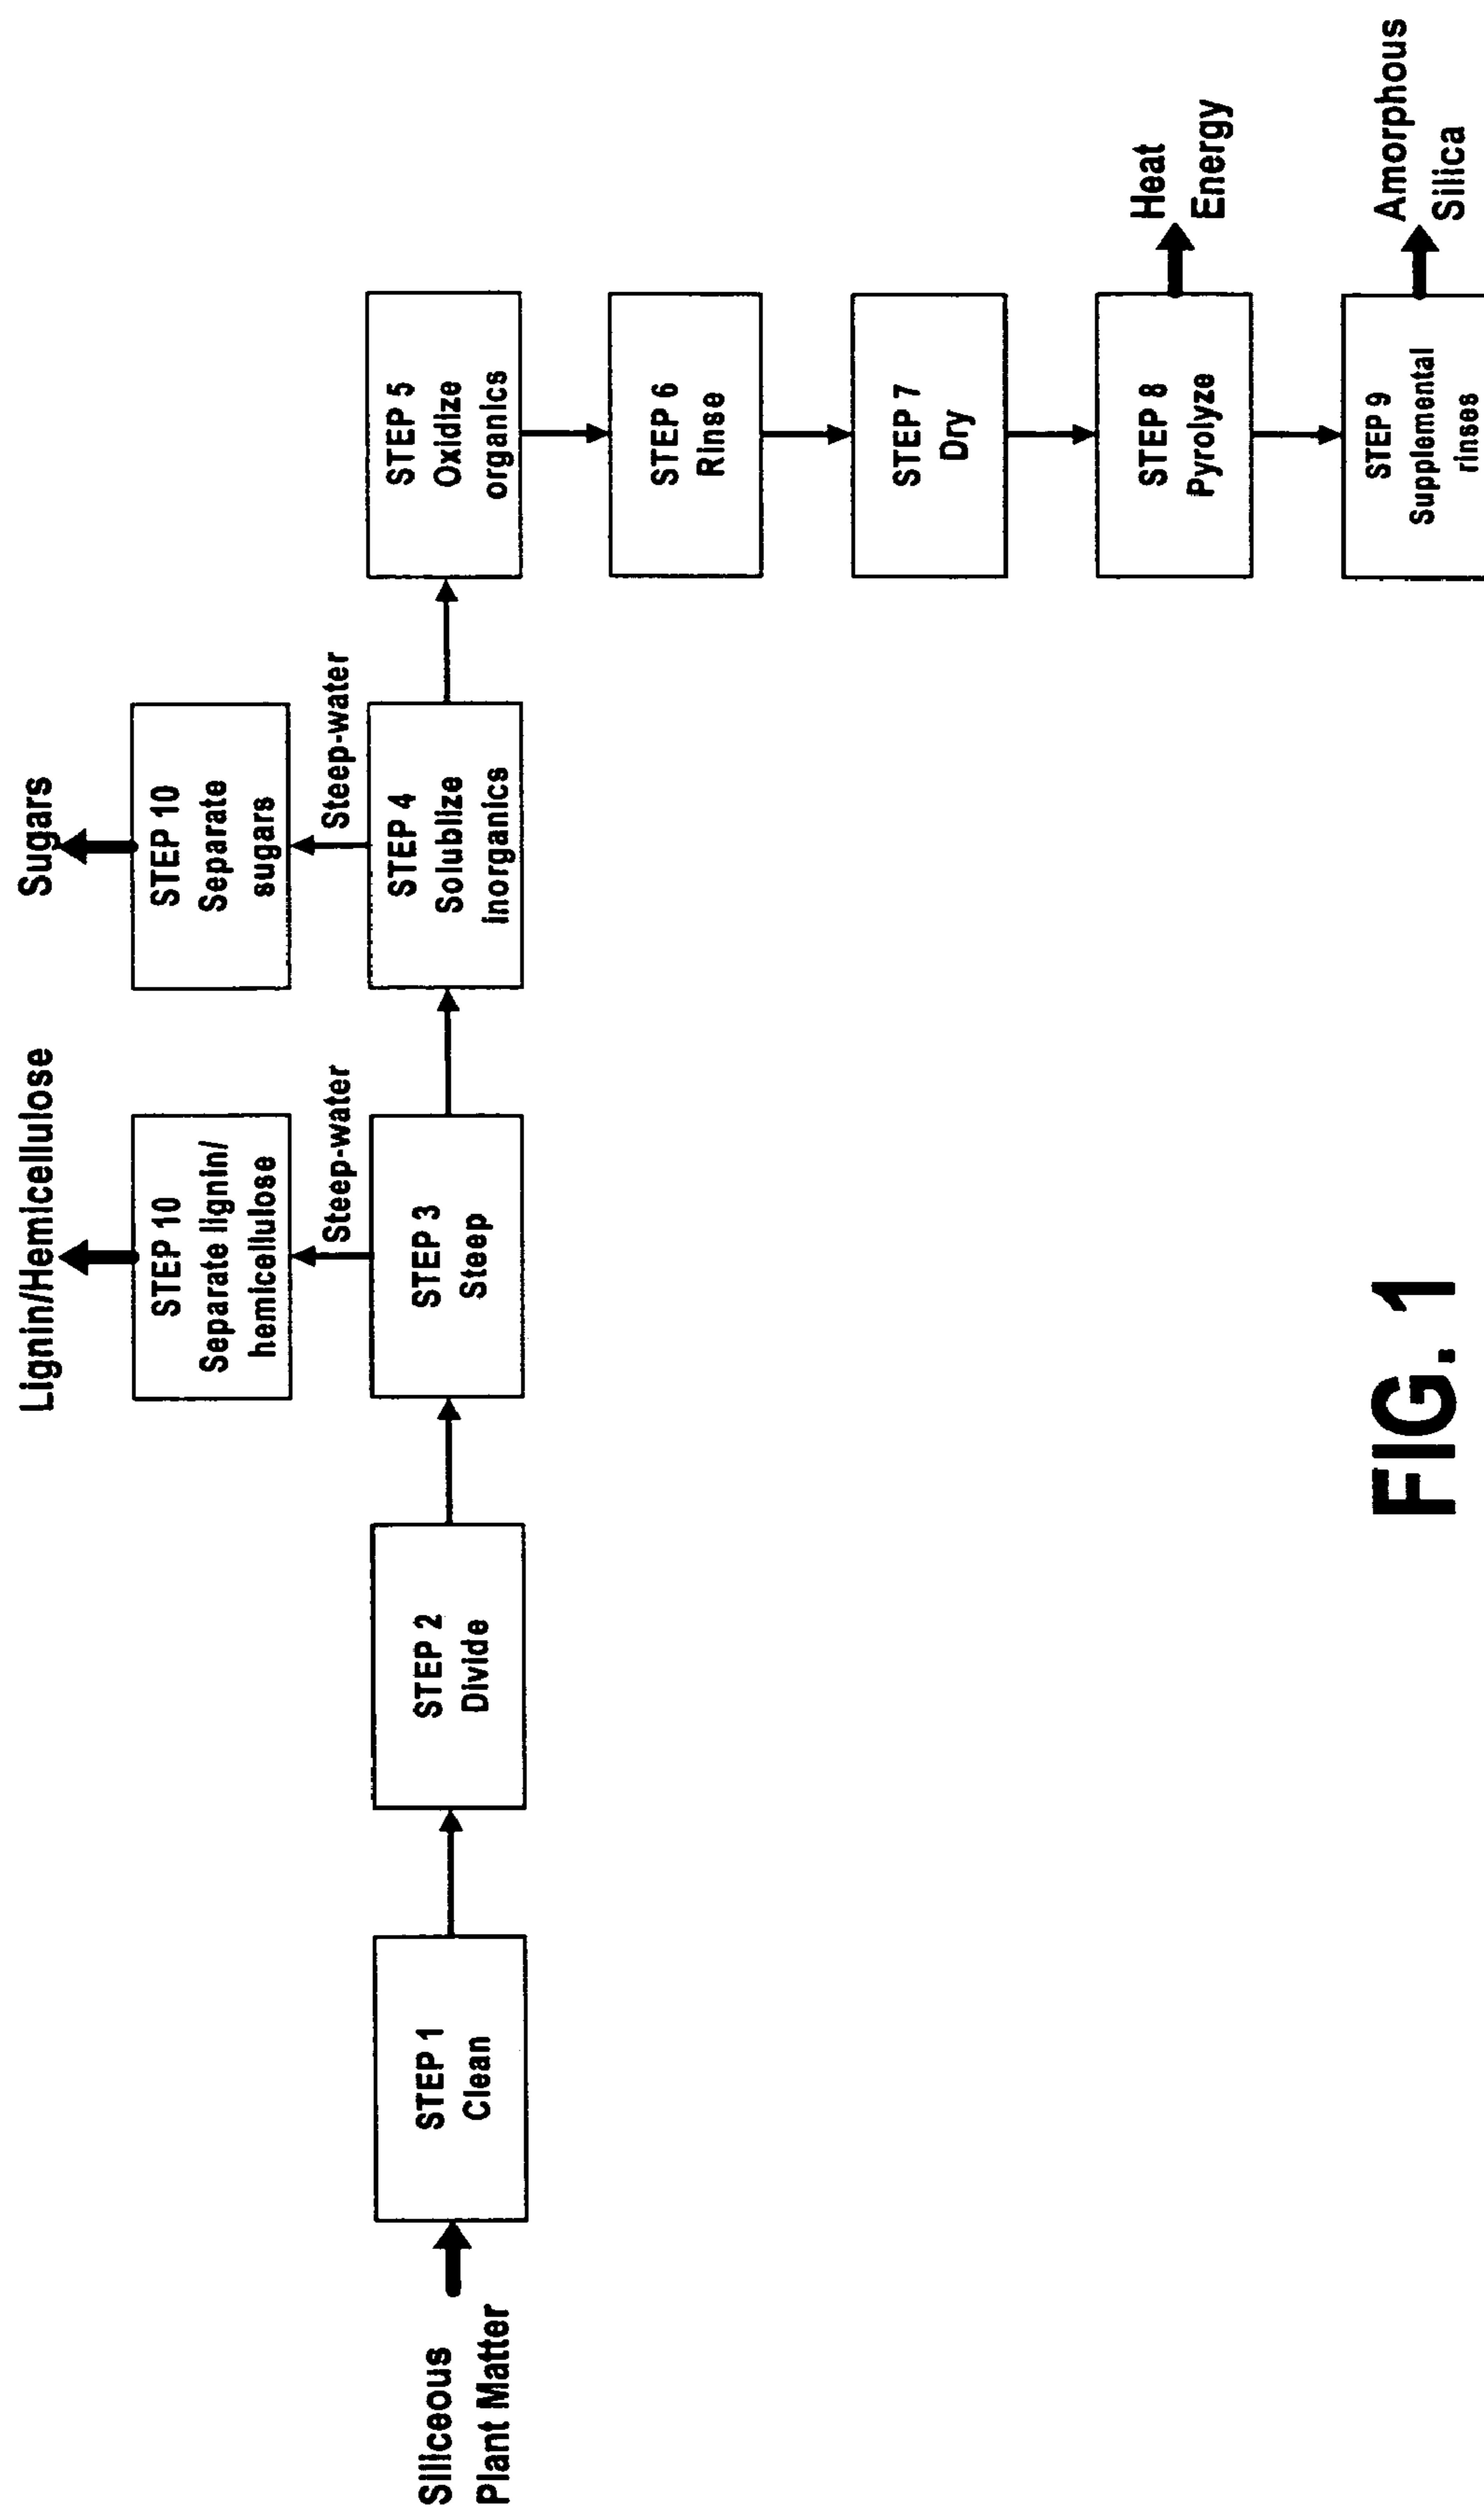 Lignin/Hemicellulose
Sugars
STEP 10
Separate lignin/
hemicellulose
STEP 10
Separate
sugars
Steep-water
Steep-water
Siliceous
Plant Matter
STEP 1
Clean
STEP 2
Divide
STEP 3
Steep
STEP 4
Solublize
inorganics
STEP 5
Oxidize
organics
STEP 6
Rinse
STEP 7
Dry
STEP 8
Pyrolyze
Heat
Energy
STEP 9
Supplemental
rinses
Amorphous
Silica
FIG. 1